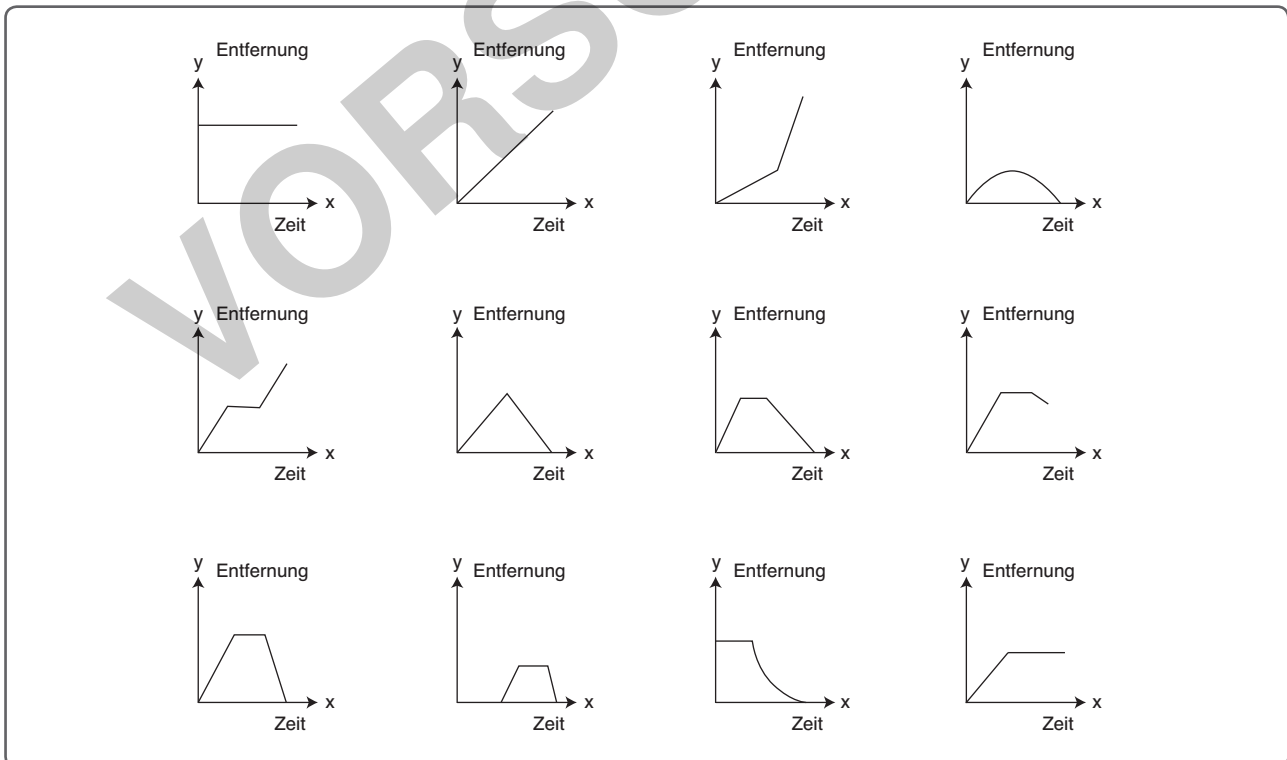 VORSC
Entfernung Entfernung Entfernung Entfernung
y y y y
x x x x
Zeit Zeit Zeit Zeit
y Entfernung y Entfernung y Entfernung y Entfernung
x x x x
Zeit Zeit Zeit Zeit
y Entfernung y Entfernung y Entfernung y Entfernung
x x x x
Zeit Zeit Zeit Zeit